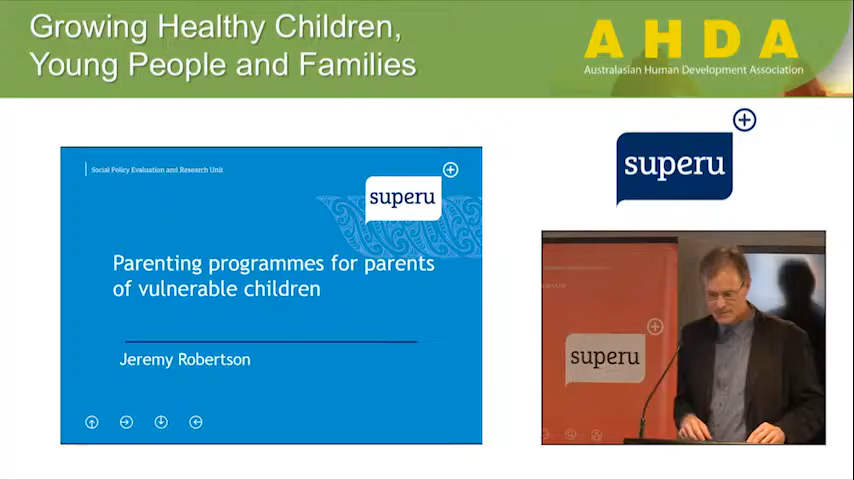 Growing Healthy Children,
Young People and Families
AHDA
Australasian Human Development Association
superu
Social Policy Evaluation and Research Unit
superu
Parenting programmes for parents
of vulnerable children
Jeremy Robertson
superu